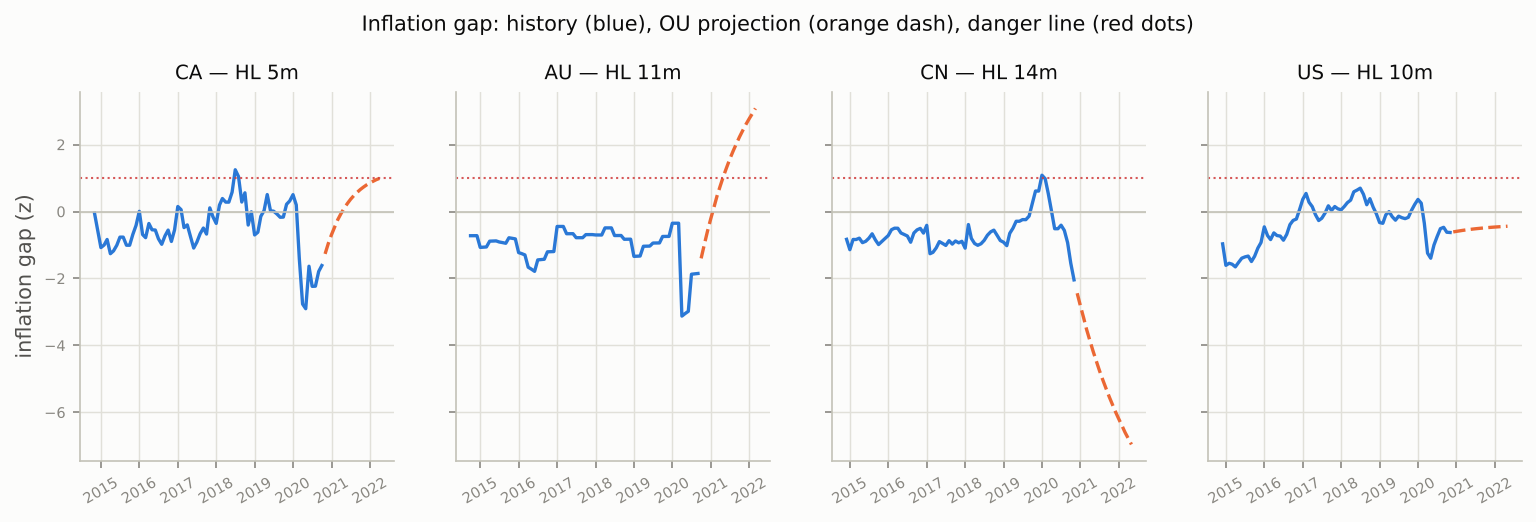 Inflation gap: history (blue), OU projection (orange dash), danger line (red dots)
CA — HL 5m
AU — HL 11m
CN — HL 14m
US — HL 10m
inflation gap (z)
2
0
−2
−4
−6
2015 2016 2017 2018 2019 2020 2021 2022
2015 2016 2017 2018 2019 2020 2021 2022
2015 2016 2017 2018 2019 2020 2021 2022
2015 2016 2017 2018 2019 2020 2021 2022